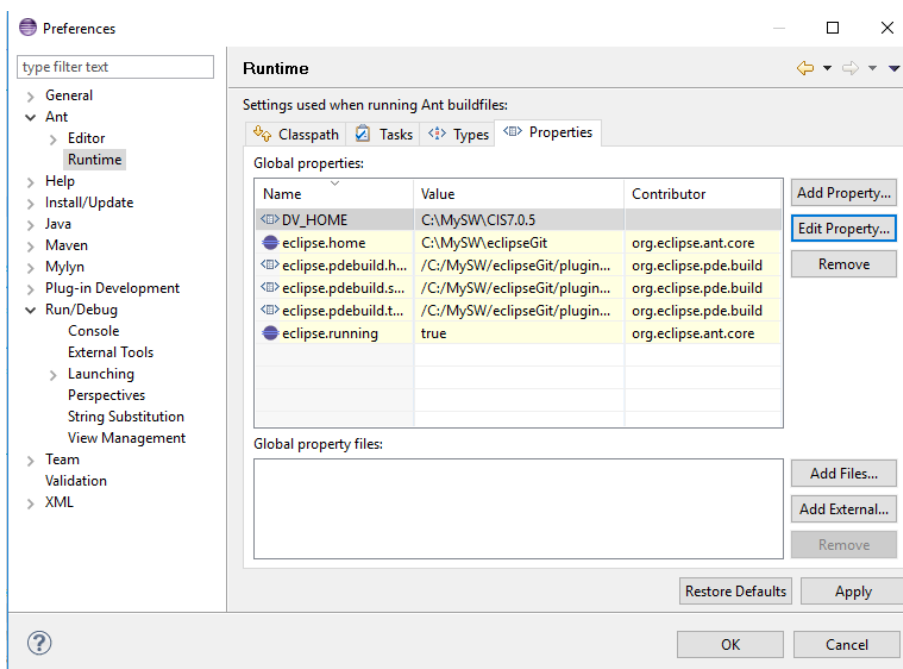 Preferences
type filter text
General
Ant
Editor
Runtime
Help
Install/Update
Java
Maven
Mylyn
Plug-in Development
Run/Debug
Console
External Tools
Launching
Perspectives
String Substitution
View Management
Team
Validation
XML
Runtime
Settings used when running Ant buildfiles:
Classpath Tasks Types Properties
Global properties:
Name Value Contributor
DV_HOME C:\MySW\CIS7.0.5
eclipse.home C:\MySW\eclipseGit org.eclipse.ant.core
eclipse.pdebuild.h... /C:/MySW/eclipseGit/plugin... org.eclipse.pde.build
eclipse.pdebuild.s... /C:/MySW/eclipseGit/plugin... org.eclipse.pde.build
eclipse.pdebuild.t... /C:/MySW/eclipseGit/plugin... org.eclipse.pde.build
eclipse.running true org.eclipse.ant.core
Add Property...
Edit Property...
Remove
Global property files:
Add Files...
Add External...
Remove
Restore Defaults Apply
OK Cancel